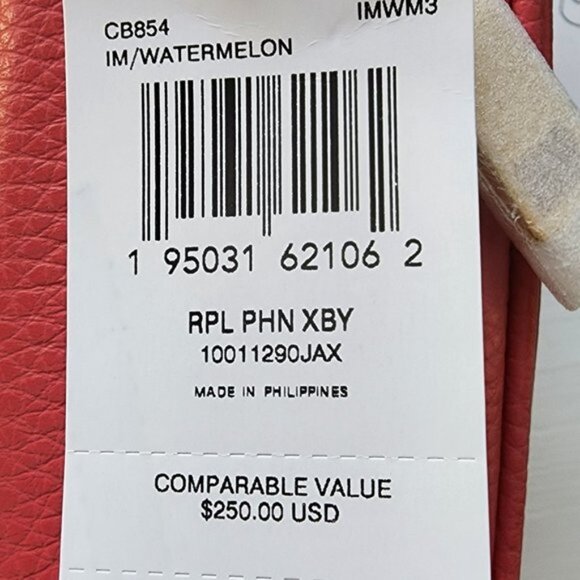 CB854 IMWM3
IM/WATERMELON
1 95031 62106 2
RPL PHN XBY
10011290JAX
MADE IN PHILIPPINES
COMPARABLE VALUE
$250.00 USD